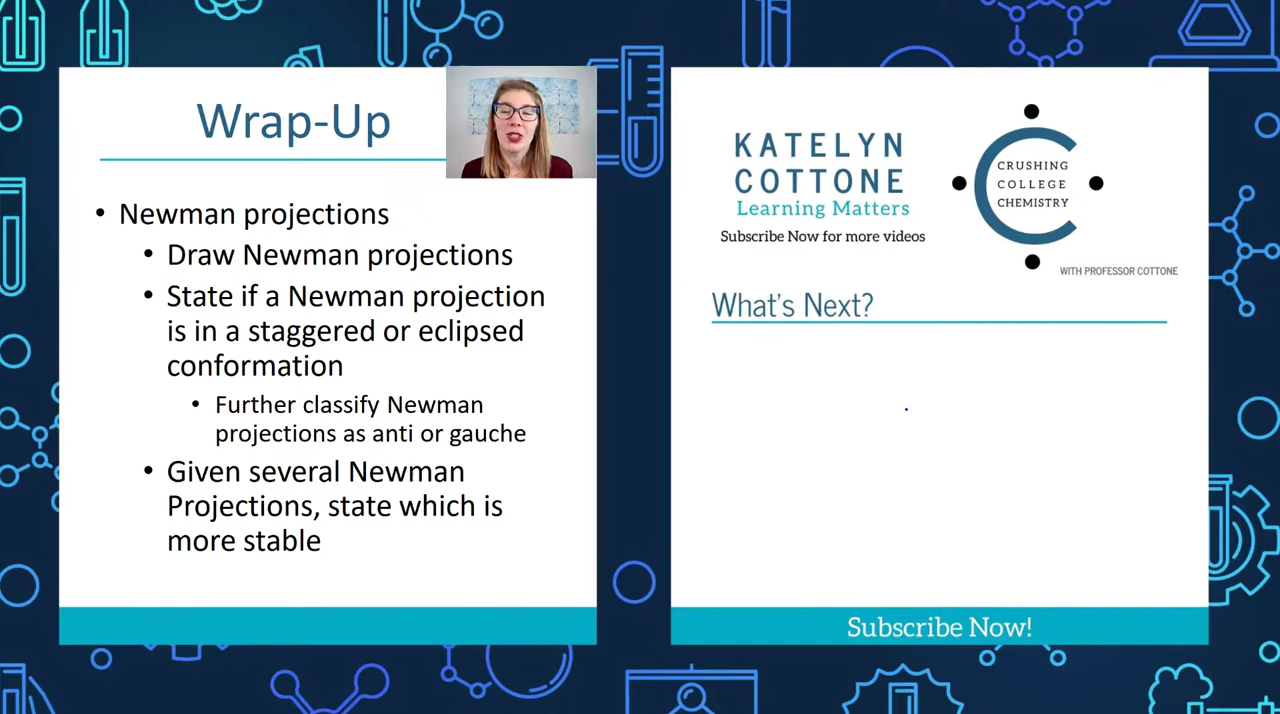 Wrap-Up
• Newman projections
• Draw Newman projections
• State if a Newman projection
is in a staggered or eclipsed
conformation
• Further classify Newman
projections as anti or gauche
• Given several Newman
Projections, state which is
more stable
KATELYN
COTTONE
Learning Matters
Subscribe Now for more videos
CRUSHING
COLLEGE
CHEMISTRY
WITH PROFESSOR COTTONE
What's Next?
Subscribe Now!